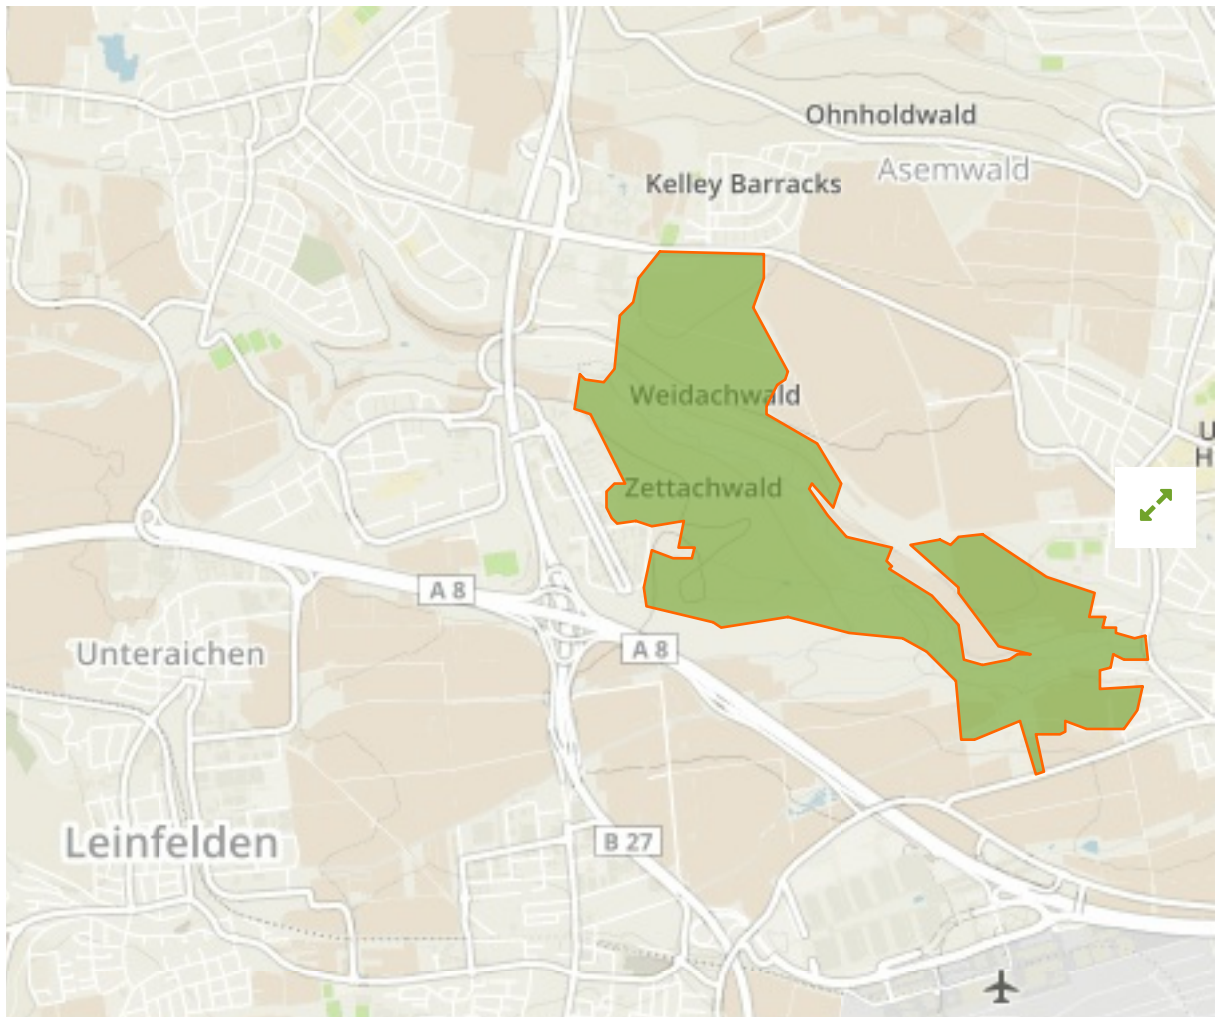 Ohnholdwald
Asemwald
Kelley Barracks
Weidachwald
U
H
Zettachwald
A 8
A 8
Unteraichen
Leinfelden
B 27